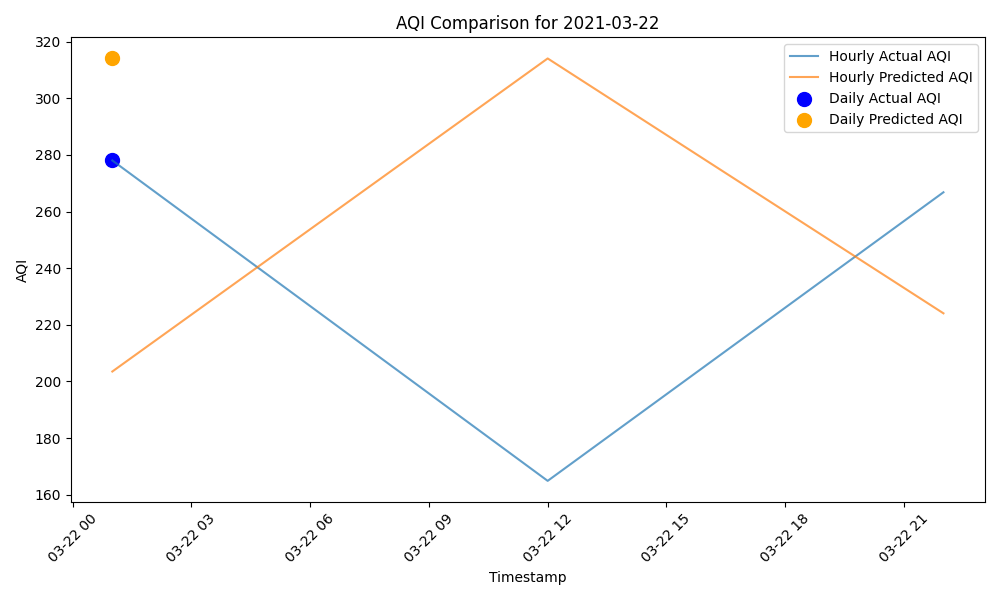 AQI Comparison for 2021-03-22
Hourly Actual AQI
Hourly Predicted AQI
Daily Actual AQI
Daily Predicted AQI
AQI
320
300
280
260
240
220
200
180
160
03-22 00
03-22 03
03-22 06
03-22 09
03-22 12
03-22 15
03-22 18
03-22 21
Timestamp